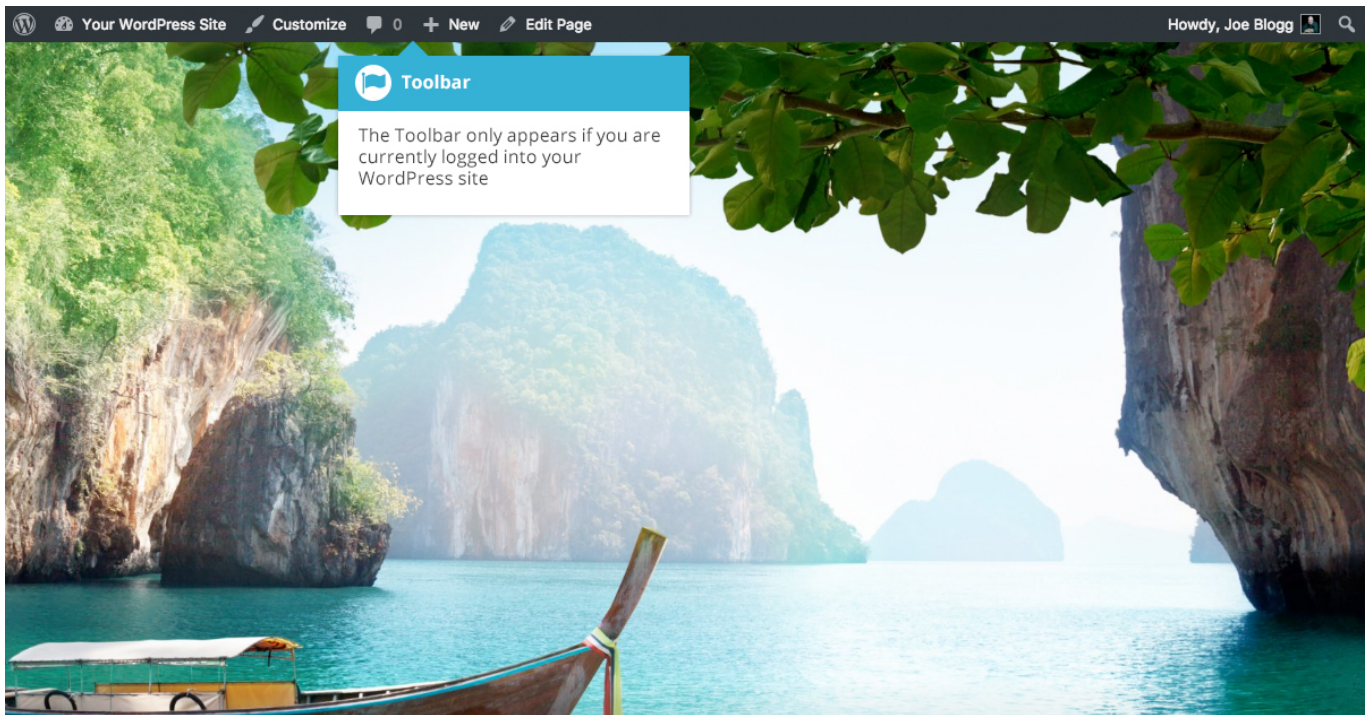 Your WordPress Site Customize 0 New Edit Page Howdy, Joe Blogg
Toolbar
The Toolbar only appears if you are
currently logged into your
WordPress site